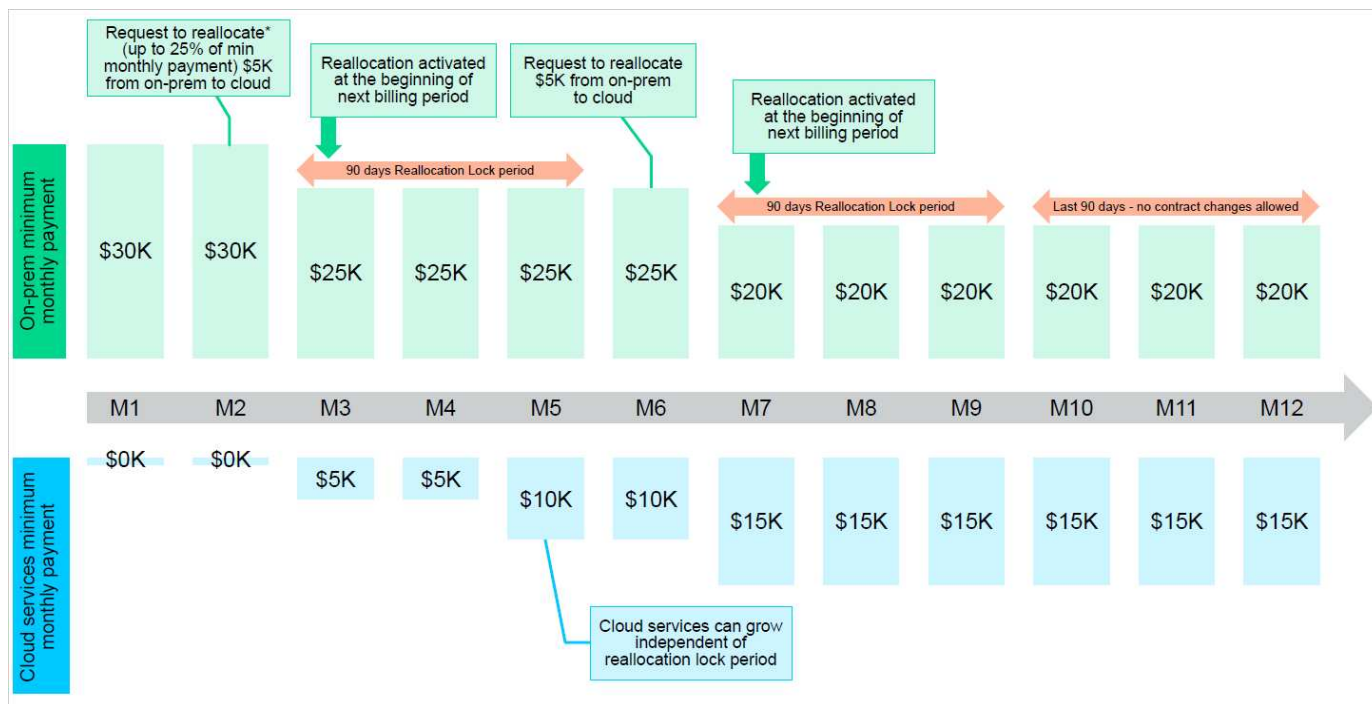 Request to reallocate*
(up to 25% of min
monthly payment) $5K
from on-prem to cloud
Reallocation activated
at the beginning of
next billing period
Request to reallocate
$5K from on-prem
to cloud
Reallocation activated
at the beginning of
next billing period
On-prem minimum
monthly payment
90 days Reallocation Lock period
90 days Reallocation Lock period
Last 90 days - no contract changes allowed
$30K
$30K
$25K
$25K
$25K
$25K
$20K
$20K
$20K
$20K
$20K
$20K
M1
M2
M3
M4
M5
M6
M7
M8
M9
M10
M11
M12
Cloud services minimum
monthly payment
$0K
$0K
$5K
$5K
$10K
$10K
$15K
$15K
$15K
$15K
$15K
$15K
Cloud services can grow
independent of
reallocation lock period